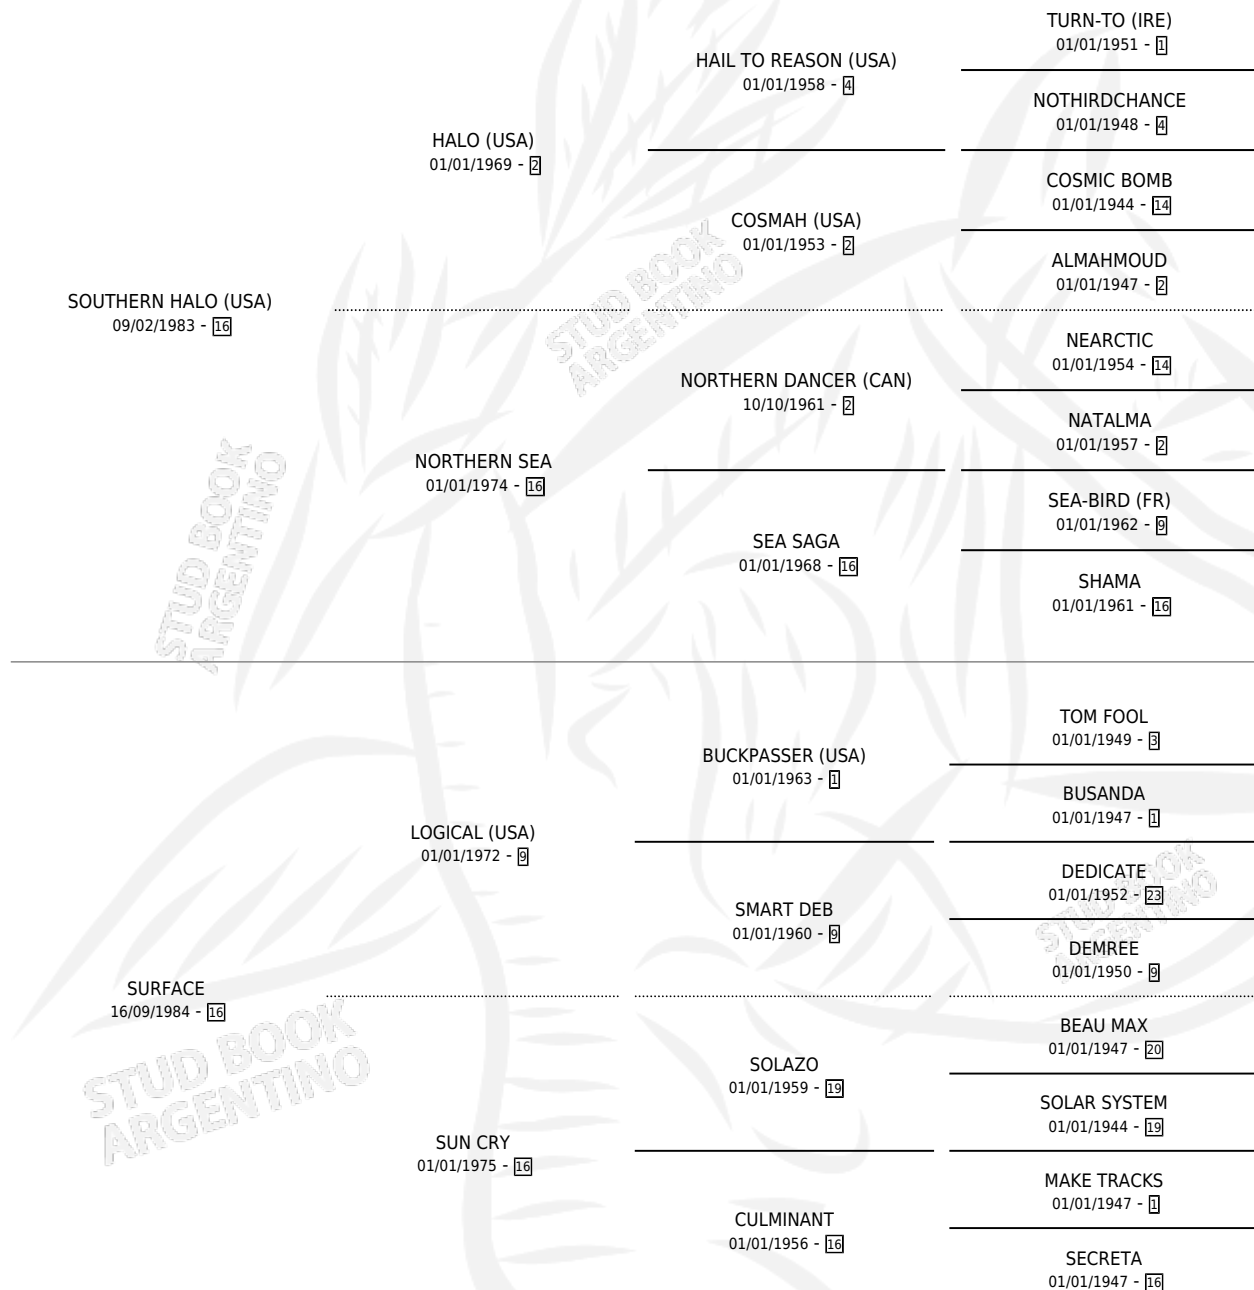 TURN-TO (IRE)
01/01/1951 - 1
HAIL TO REASON (USA)
01/01/1958 - 4
NOTHIRDCHANCE
01/01/1948 - 4
HALO (USA)
01/01/1969 - 2
COSMIC BOMB
01/01/1944 - 14
COSMAH (USA)
01/01/1953 - 2
ALMAHMOUD
01/01/1947 - 2
SOUTHERN HALO (USA)
09/02/1983 - 16
STUD BOOK
ARGENTINO
NEARCTIC
01/01/1954 - 14
NORTHERN DANCER (CAN)
10/10/1961 - 2
NATALMA
01/01/1957 - 2
NORTHERN SEA
01/01/1974 - 16
SEA-BIRD (FR)
01/01/1962 - 9
SEA SAGA
01/01/1968 - 16
SHAMA
01/01/1961 - 16
STUD BOOK
ARGENTINO
TOM FOOL
01/01/1949 - 3
BUCKPASSER (USA)
01/01/1963 - 1
BUSANDA
01/01/1947 - 1
LOGICAL (USA)
01/01/1972 - 9
DEDICATE
01/01/1952 - 23
SMART DEB
01/01/1960 - 9
DEMREE
01/01/1950 - 9
STUD BOOK
ARGENTINO
SURFACE
16/09/1984 - 16
BEAU MAX
01/01/1947 - 20
SOLAZO
01/01/1959 - 19
SOLAR SYSTEM
01/01/1944 - 19
STUD BOOK
ARGENTINO
SUN CRY
01/01/1975 - 16
MAKE TRACKS
01/01/1947 - 1
CULMINANT
01/01/1956 - 16
SECRETA
01/01/1947 - 16